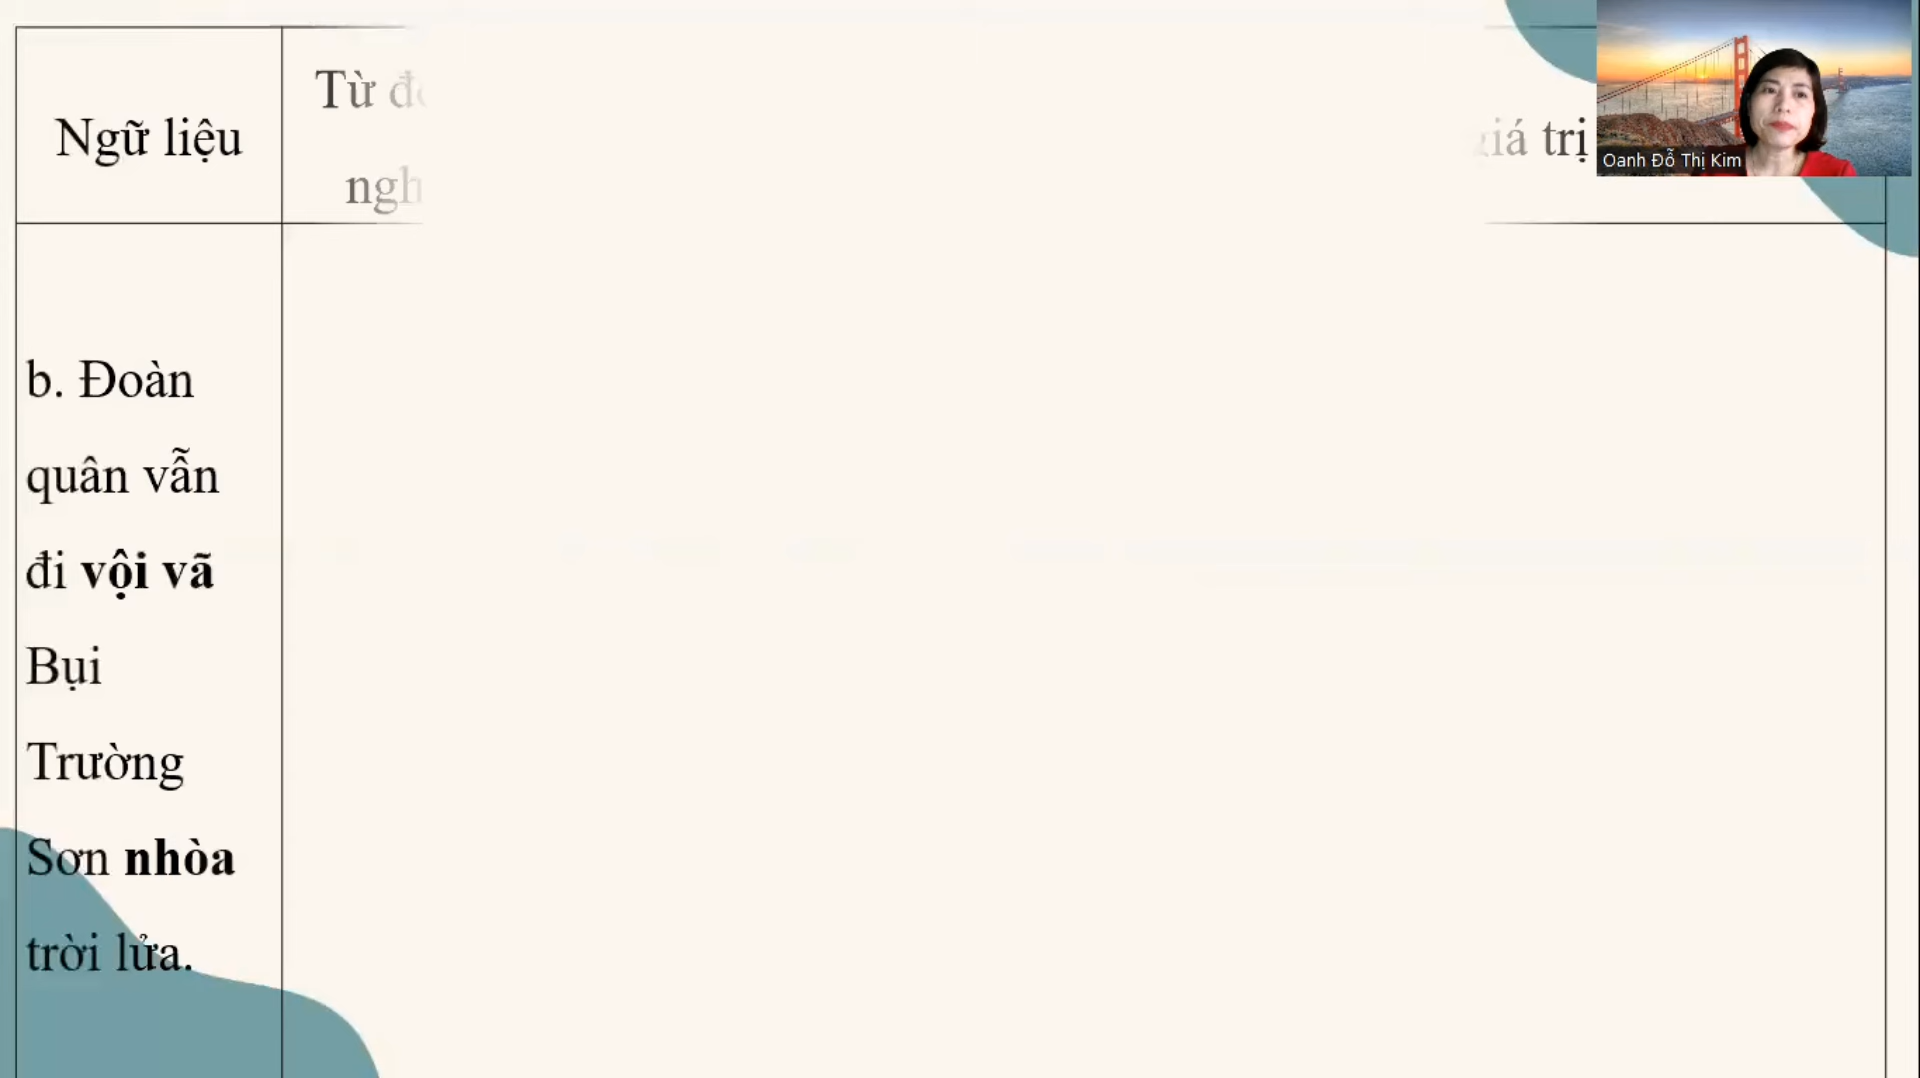 Ngữ liệu
Từ
trị
b. Đoàn
quân vẫn
đi vội vã
Bụi
Trường
Sơn nhòa
trời lửa.
Oanh Đỗ Thị Kim